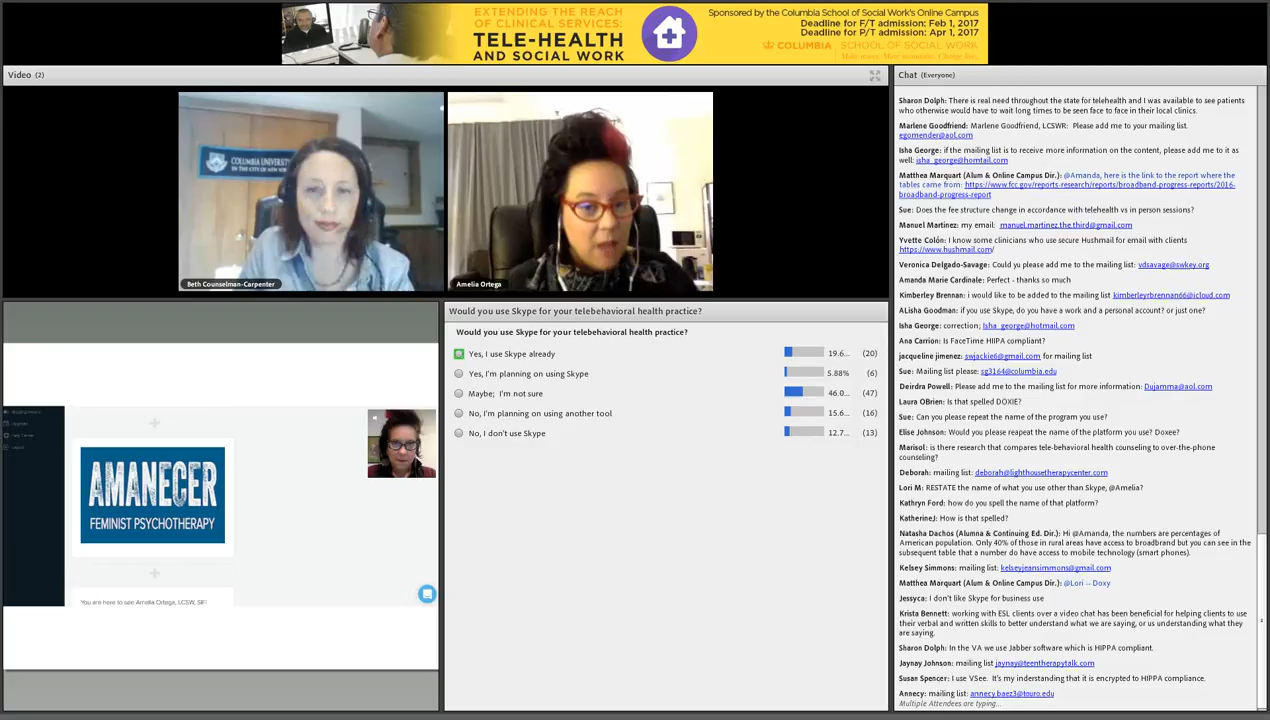 EXTENDING THE REACH
OF CLINICAL SERVICES:
TELE-HEALTH
AND SOCIAL WORK
Sponsored by the Columbia School of Social Work's Online Campus
Deadline for F/T admission: Feb 1, 2017
Deadline for P/T admission: Apr 1, 2017
COLUMBIA SCHOOL OF SOCIAL WORK
Video (2)
COLUMBIA UNIVERSITY
IN THE CITY OF NEW YORK
Beth Counselman-Carpenter
Amelia Ortega
AMANECER
FEMINIST PSYCHOTHERAPY
You are here to see Amelia Ortega, LCSW, SIFI
Would you use Skype for your telebehavioral health practice?
Would you use Skype for your telebehavioral health practice?
Yes, I use Skype already 19.6... (20)
Yes, I'm planning on using Skype 5.88% (6)
Maybe; I'm not sure 46.0... (47)
No, I'm planning on using another tool 15.6... (16)
No, I don't use Skype 12.7... (13)
Chat (Everyone)
Sharon Dolph: There is real need throughout the state for telehealth and I was available to see patients
who otherwise would have to wait long times to be seen face to face in their local clinics.
Marlene Goodfriend: Marlene Goodfriend, LCSWR: Please add me to your mailing list.
egomender@aol.com
Isha George: if the mailing list is to receive more information on the content, please add me to it as
well: isha_george@homtail.com
Matthea Marquart (Alum & Online Campus Dir.): @Amanda, here is the link to the report where the
tables came from: https://www.fcc.gov/reports-research/reports/broadband-progress-reports/2016-
broadband-progress-report
Sue: Does the fee structure change in accordance with telehealth vs in person sessions?
Manuel Martinez: my email: manuel.martinez.the.third@gmail.com
Yvette Colón: I know some clinicians who use secure Hushmail for email with clients
https://www.hushmail.com/
Veronica Delgado-Savage: Could yu please add me to the mailing list: vdsavage@swkey.org
Amanda Marie Cardinale: Perfect - thanks so much
Kimberley Brennan: i would like to be added to the mailing list kimberleyrbrennan66@icloud.com
ALisha Goodman: if you use Skype, do you have a work and a personal account? or just one?
Isha George: correction; Isha_george@hotmail.com
Ana Carrion: Is FaceTime HIIPA compliant?
jacqueline jimenez: swjackie6@gmail.com for mailing list
Sue: Mailing list please: sg3164@columbia.edu
Deirdra Powell: Please add me to the mailing list for more information: Dujamma@aol.com
Laura OBrien: Is that spelled DOXIE?
Sue: Can you please repeat the name of the program you use?
Elise Johnson: Would you please reapeat the name of the platform you use? Doxee?
Marisol: is there research that compares tele-behavioral health counseling to over-the-phone
counseling?
Deborah: mailing list: deborah@lighthousetherapycenter.com
Lori M: RESTATE the name of what you use other than Skype, @Amelia?
Kathryn Ford: how do you spell the name of that platform?
KatherineJ: How is that spelled?
Natasha Dachos (Alumna & Continuing Ed. Dir.): Hi @Amanda, the numbers are percentages of
American population. Only 40% of those in rural areas have access to broadbrand but you can see in the
subsequent table that a number do have access to mobile technology (smart phones).
Kelsey Simmons: mailing list: kelseyjeansimmons@gmail.com
Matthea Marquart (Alum & Online Campus Dir.): @Lori -- Doxy
Jessyca: I don't like Skype for business use
Krista Bennett: working with ESL clients over a video chat has been beneficial for helping clients to use
their verbal and written skills to better understand what we are saying, or us understanding what they
are saying.
Sharon Dolph: In the VA we use Jabber software which is HIPPA compliant.
Jaynay Johnson: mailing list jaynay@teentherapytalk.com
Susan Spencer: I use VSee. It's my inderstanding that it is encrypted to HIPPA compliance.
Annecy: mailing list: annecy.baez3@touro.edu
Multiple Attendees are typing...